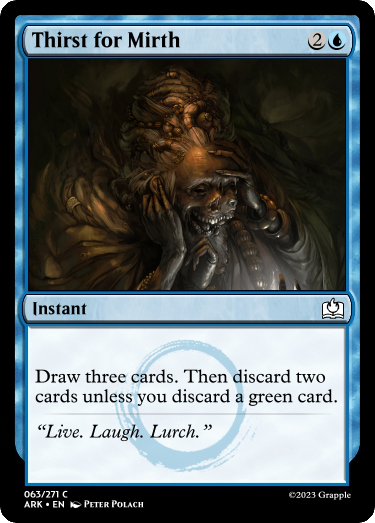 Thirst for Mirth 2
Instant
Draw three cards. Then discard two
cards unless you discard a green card.
“Live. Laugh. Lurch.”
063/271 C
ARK • EN Peter Polach
©2023 Grapple